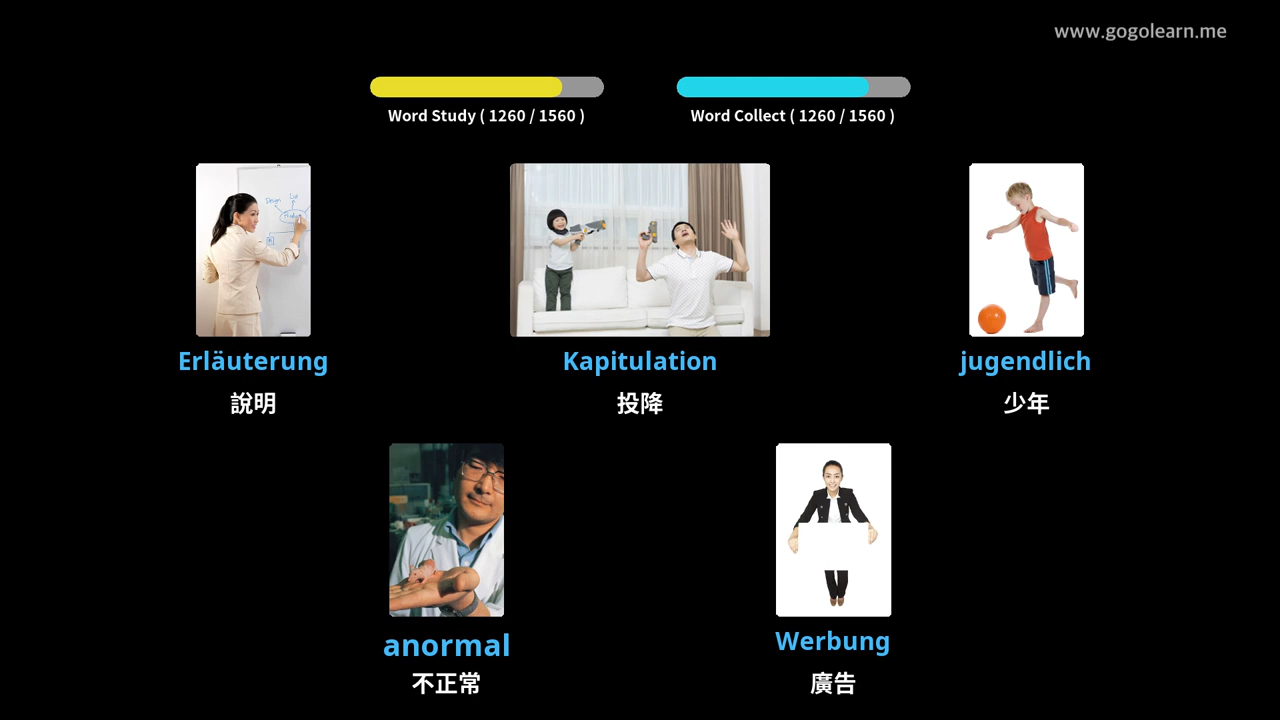 www.gogolearn.me
Word Study ( 1260 / 1560 )
Word Collect ( 1260 / 1560 )
Erläuterung
說明
Kapitulation
投降
jugendlich
少年
anormal
不正常
Werbung
廣告